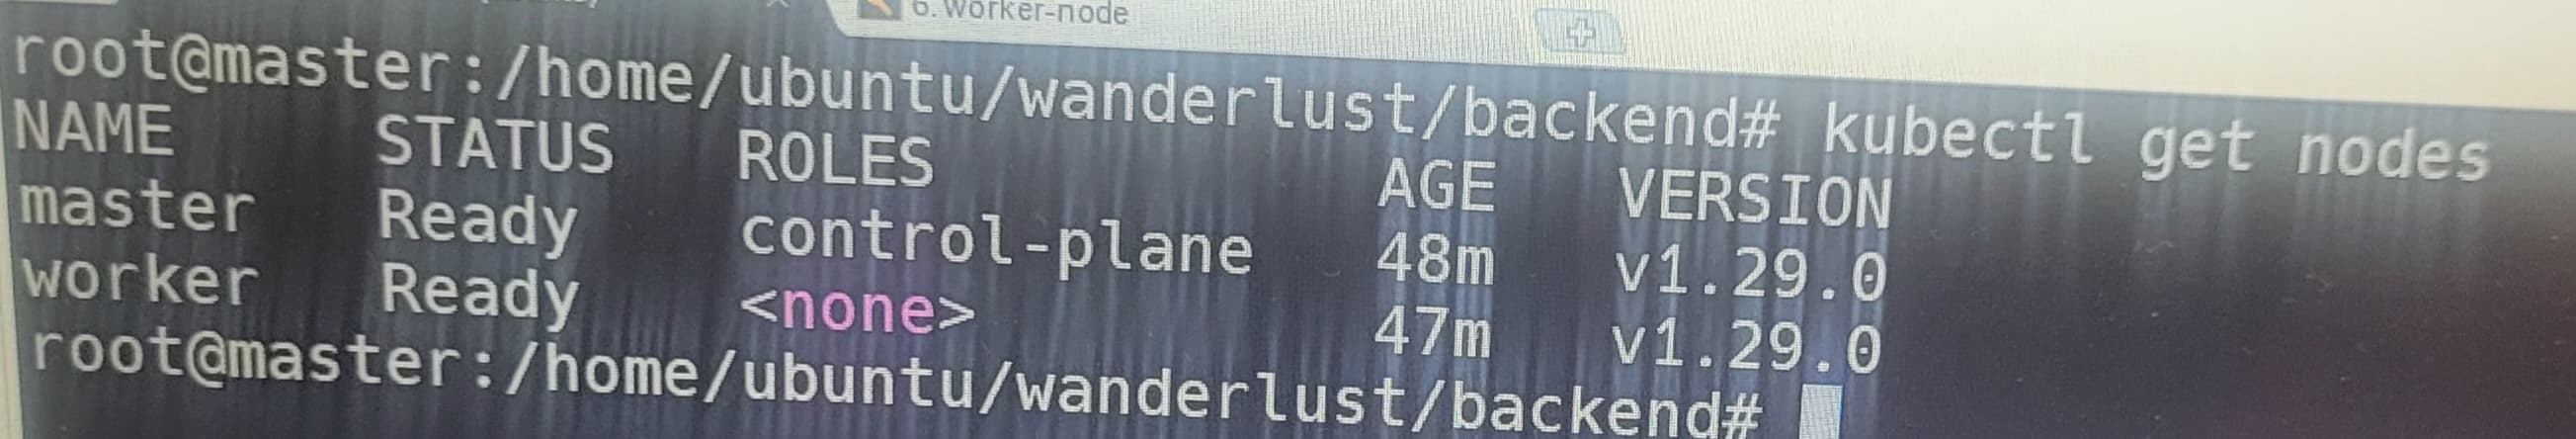 6. worker-node
root@master:/home/ubuntu/wanderlust/backend# kubectl get nodes
NAME STATUS ROLES AGE VERSION
master Ready control-plane 48m v1.29.0
worker Ready <none> 47m v1.29.0
root@master:/home/ubuntu/wanderlust/backend#